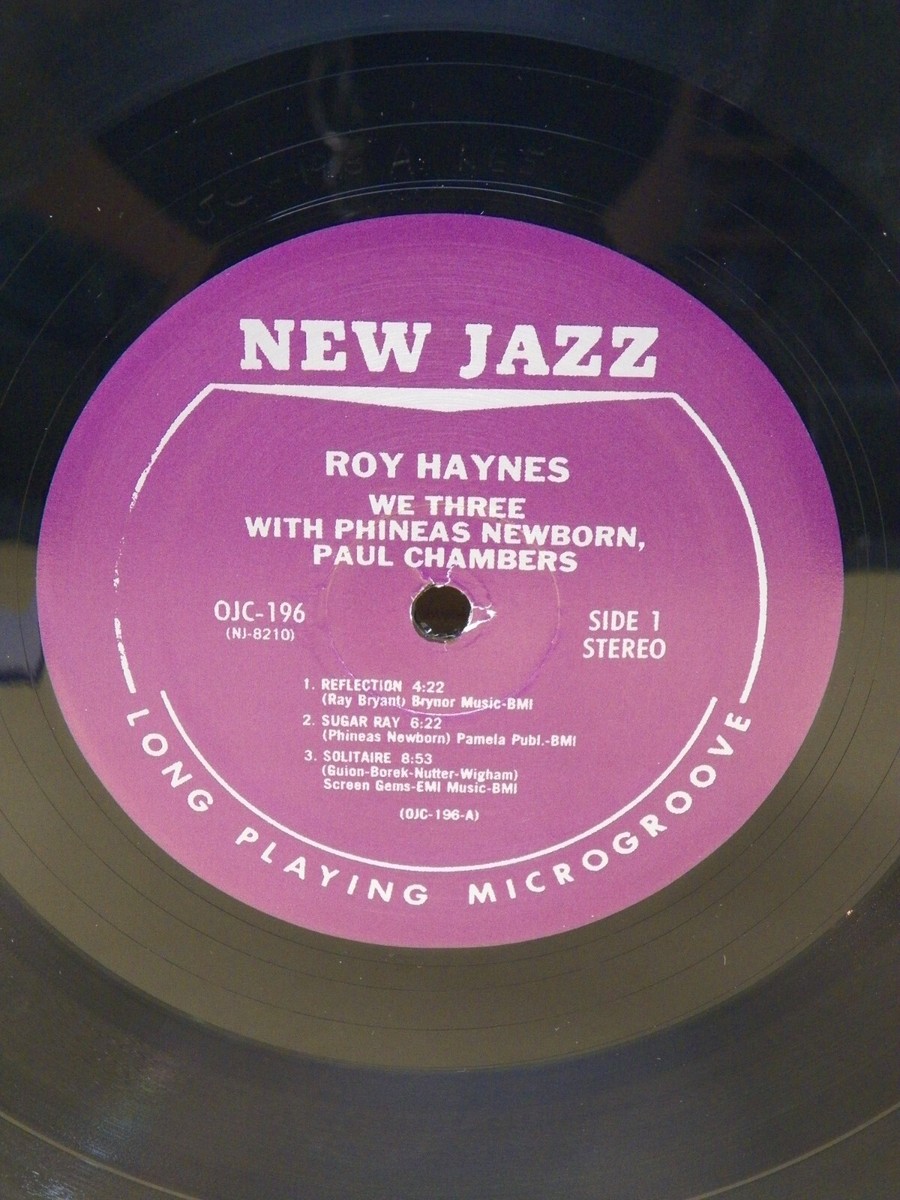 NEW JAZZ
ROY HAYNES
WE THREE
WITH PHINEAS NEWBORN,
PAUL CHAMBERS
OJC-196
(NJ-8210)
SIDE 1
STEREO
1. REFLECTION 4:22
(Ray Bryant) Brynor Music-BMI
2. SUGAR RAY 6:22
(Phineas Newborn) Pamela Publ.-BMI
3. SOLITAIRE 8:53
(Guion-Borek-Nutter-Wigham)
Screen Gems-EMI Music-BMI
(OJC-196-A)
LONG PLAYING MICROGROOVE